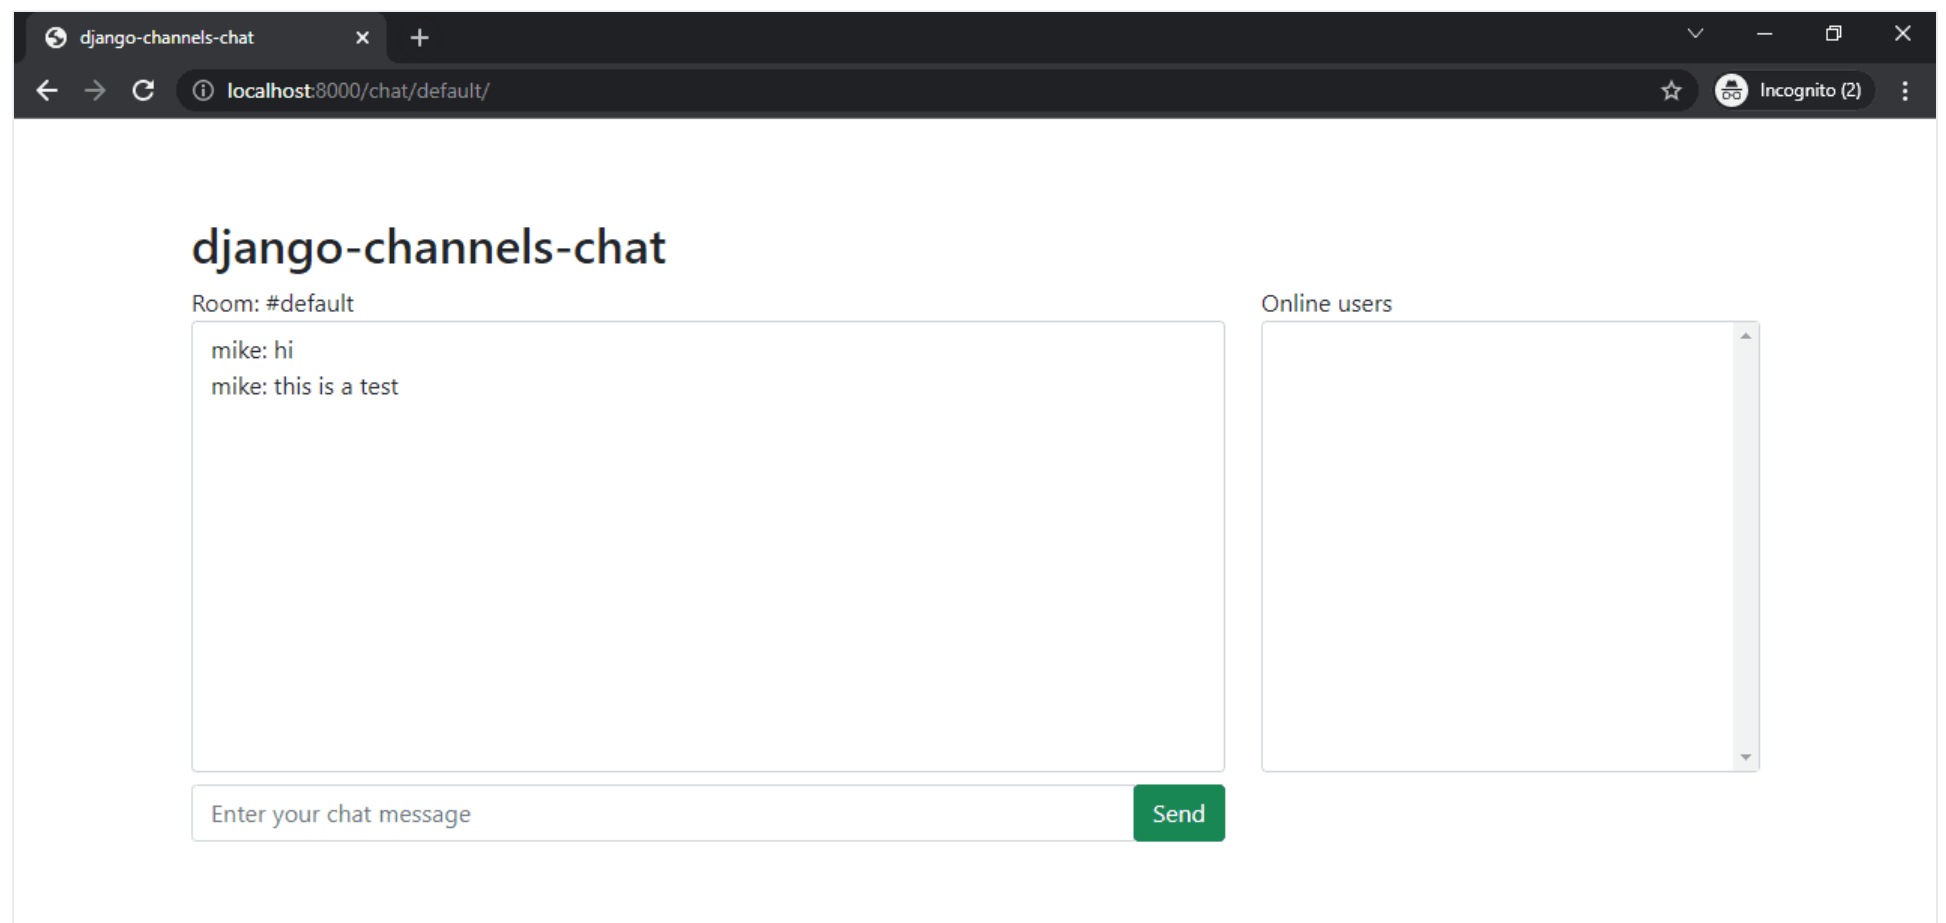 django-channels-chat
localhost:8000/chat/default/
Incognito (2)
django-channels-chat
Room: #default
Online users
mike: hi
mike: this is a test
Enter your chat message
Send